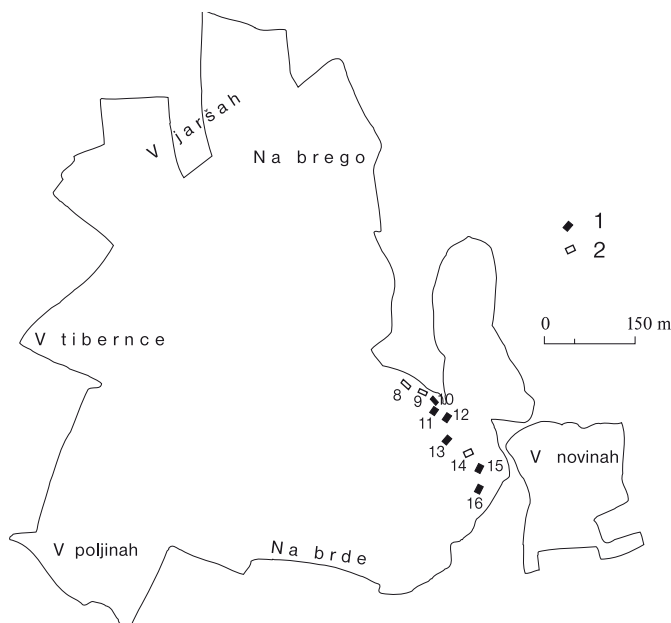 V jaršah
Na brego
1
2
0 150 m
V tibernce
8
9
10
11
12
13
14
15
16
V novinah
V poljinah
Na brde